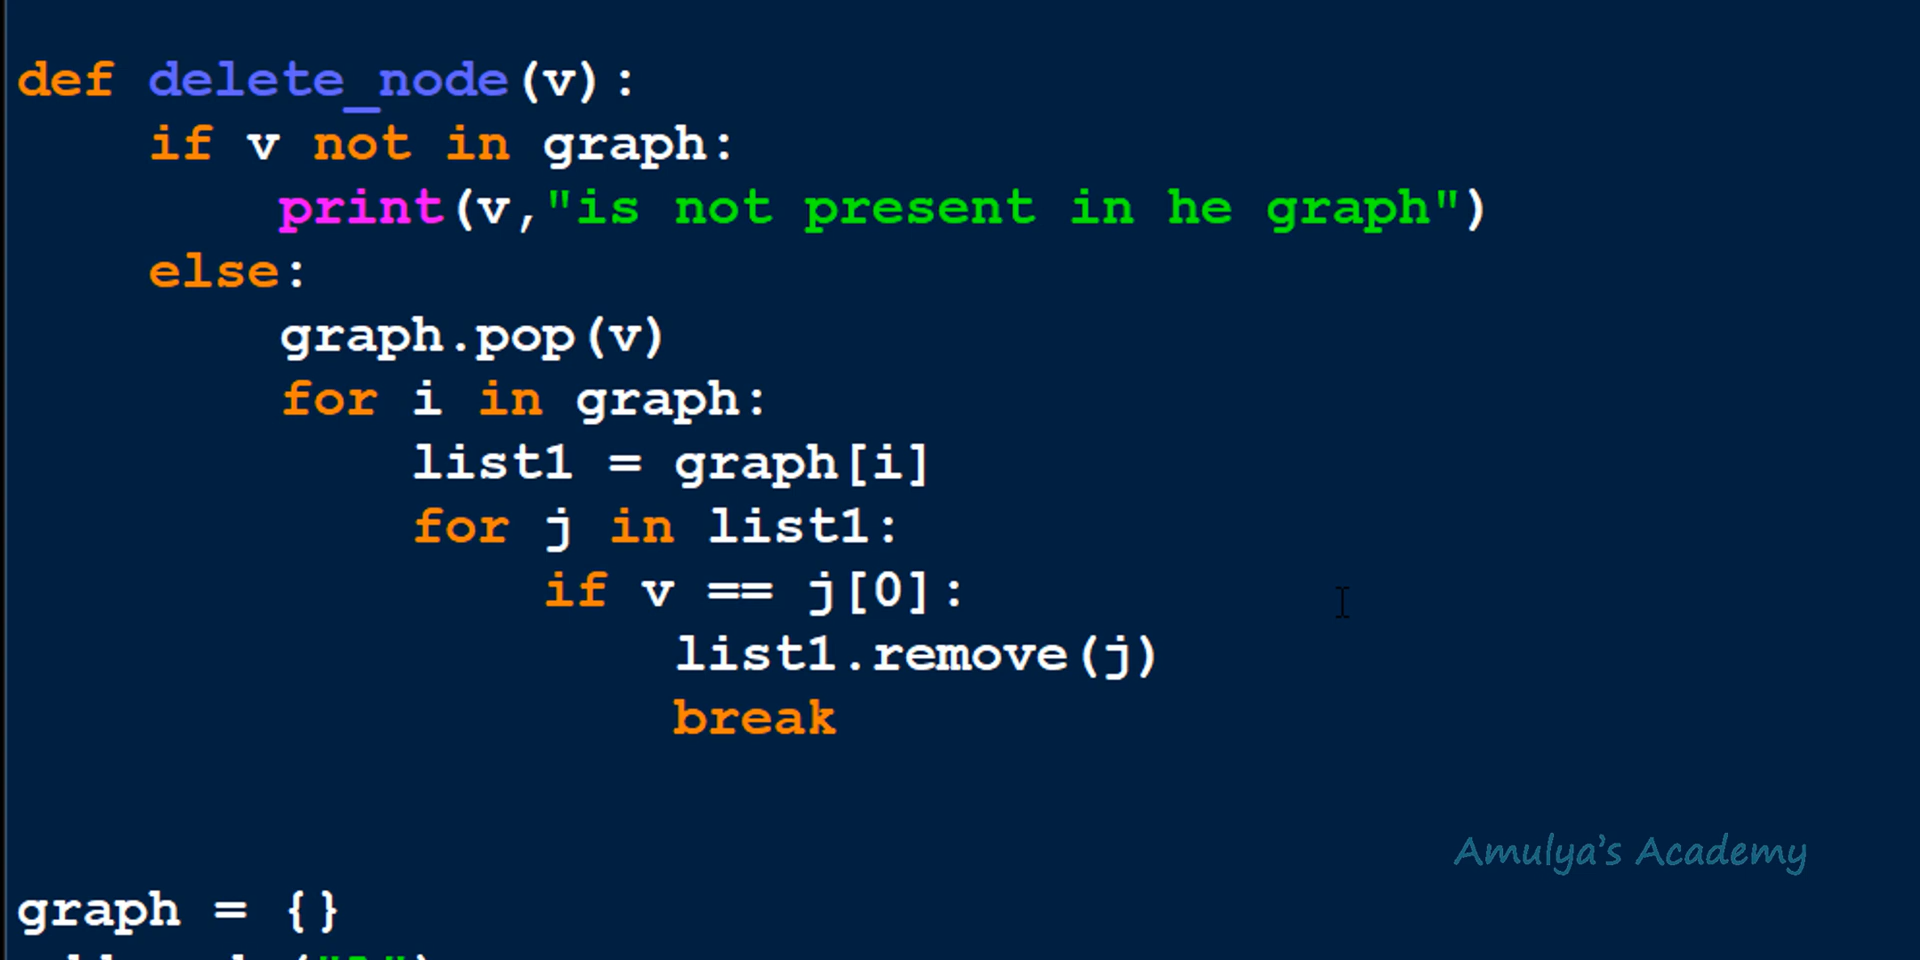 def delete_node(v):
    if v not in graph:
        print(v,"is not present in he graph")
    else:
        graph.pop(v)
        for i in graph:
            list1 = graph[i]
            for j in list1:
                if v == j[0]:
                    list1.remove(j)
                    break
Amulya's Academy
graph = {}